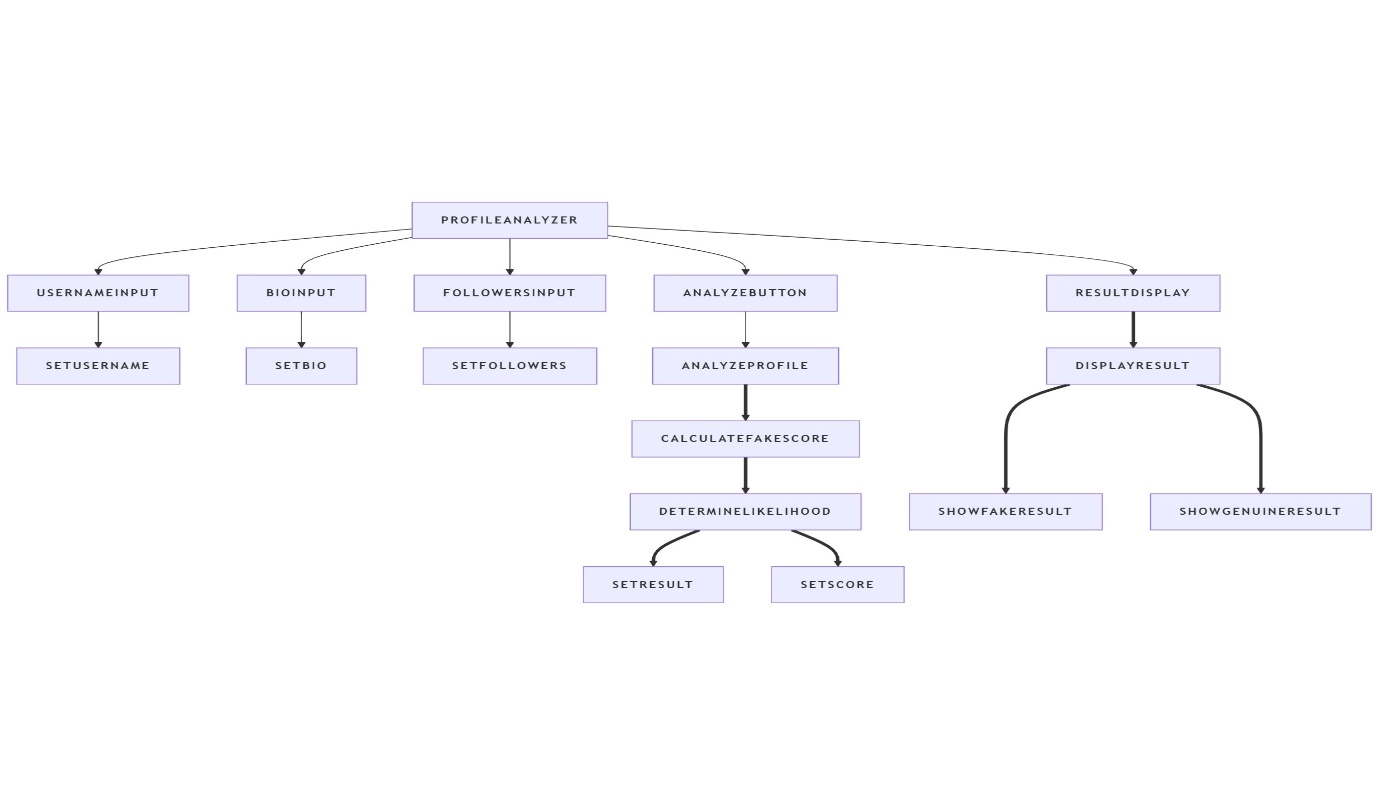 PROFILEANALYZER
USERNAMEINPUT
BIOINPUT
FOLLOWERSINPUT
ANALYZEBUTTON
RESULTDISPLAY
SETUSERNAME
SETBIO
SETFOLLOWERS
ANALYZEPROFILE
DISPLAYRESULT
CALCULATEFAKESCORE
DETERMINELIKELIHOOD
SHOWFAKERESULT
SHOWGENUINERESULT
SETRESULT
SETSCORE